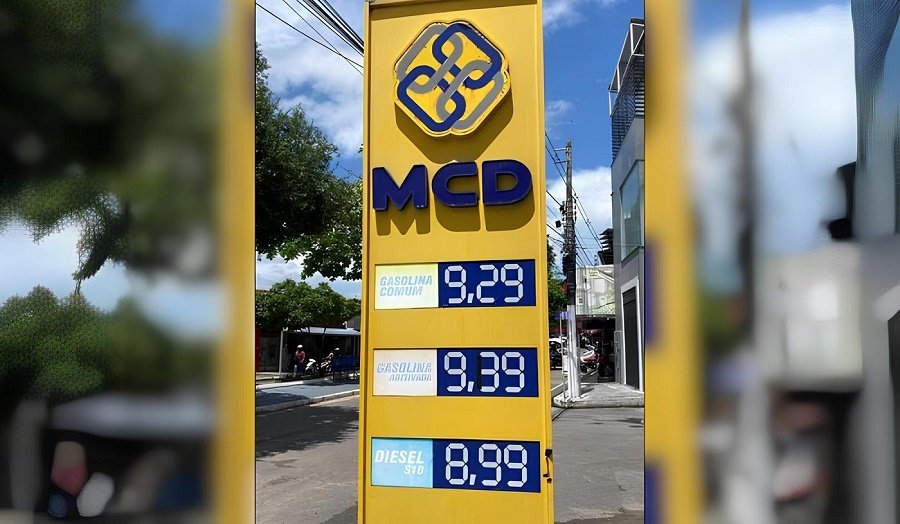 MCD
GASOLINA
COMUM
9,29
GASOLINA
ADITIVADA
9,39
DIESEL
S10
8,99